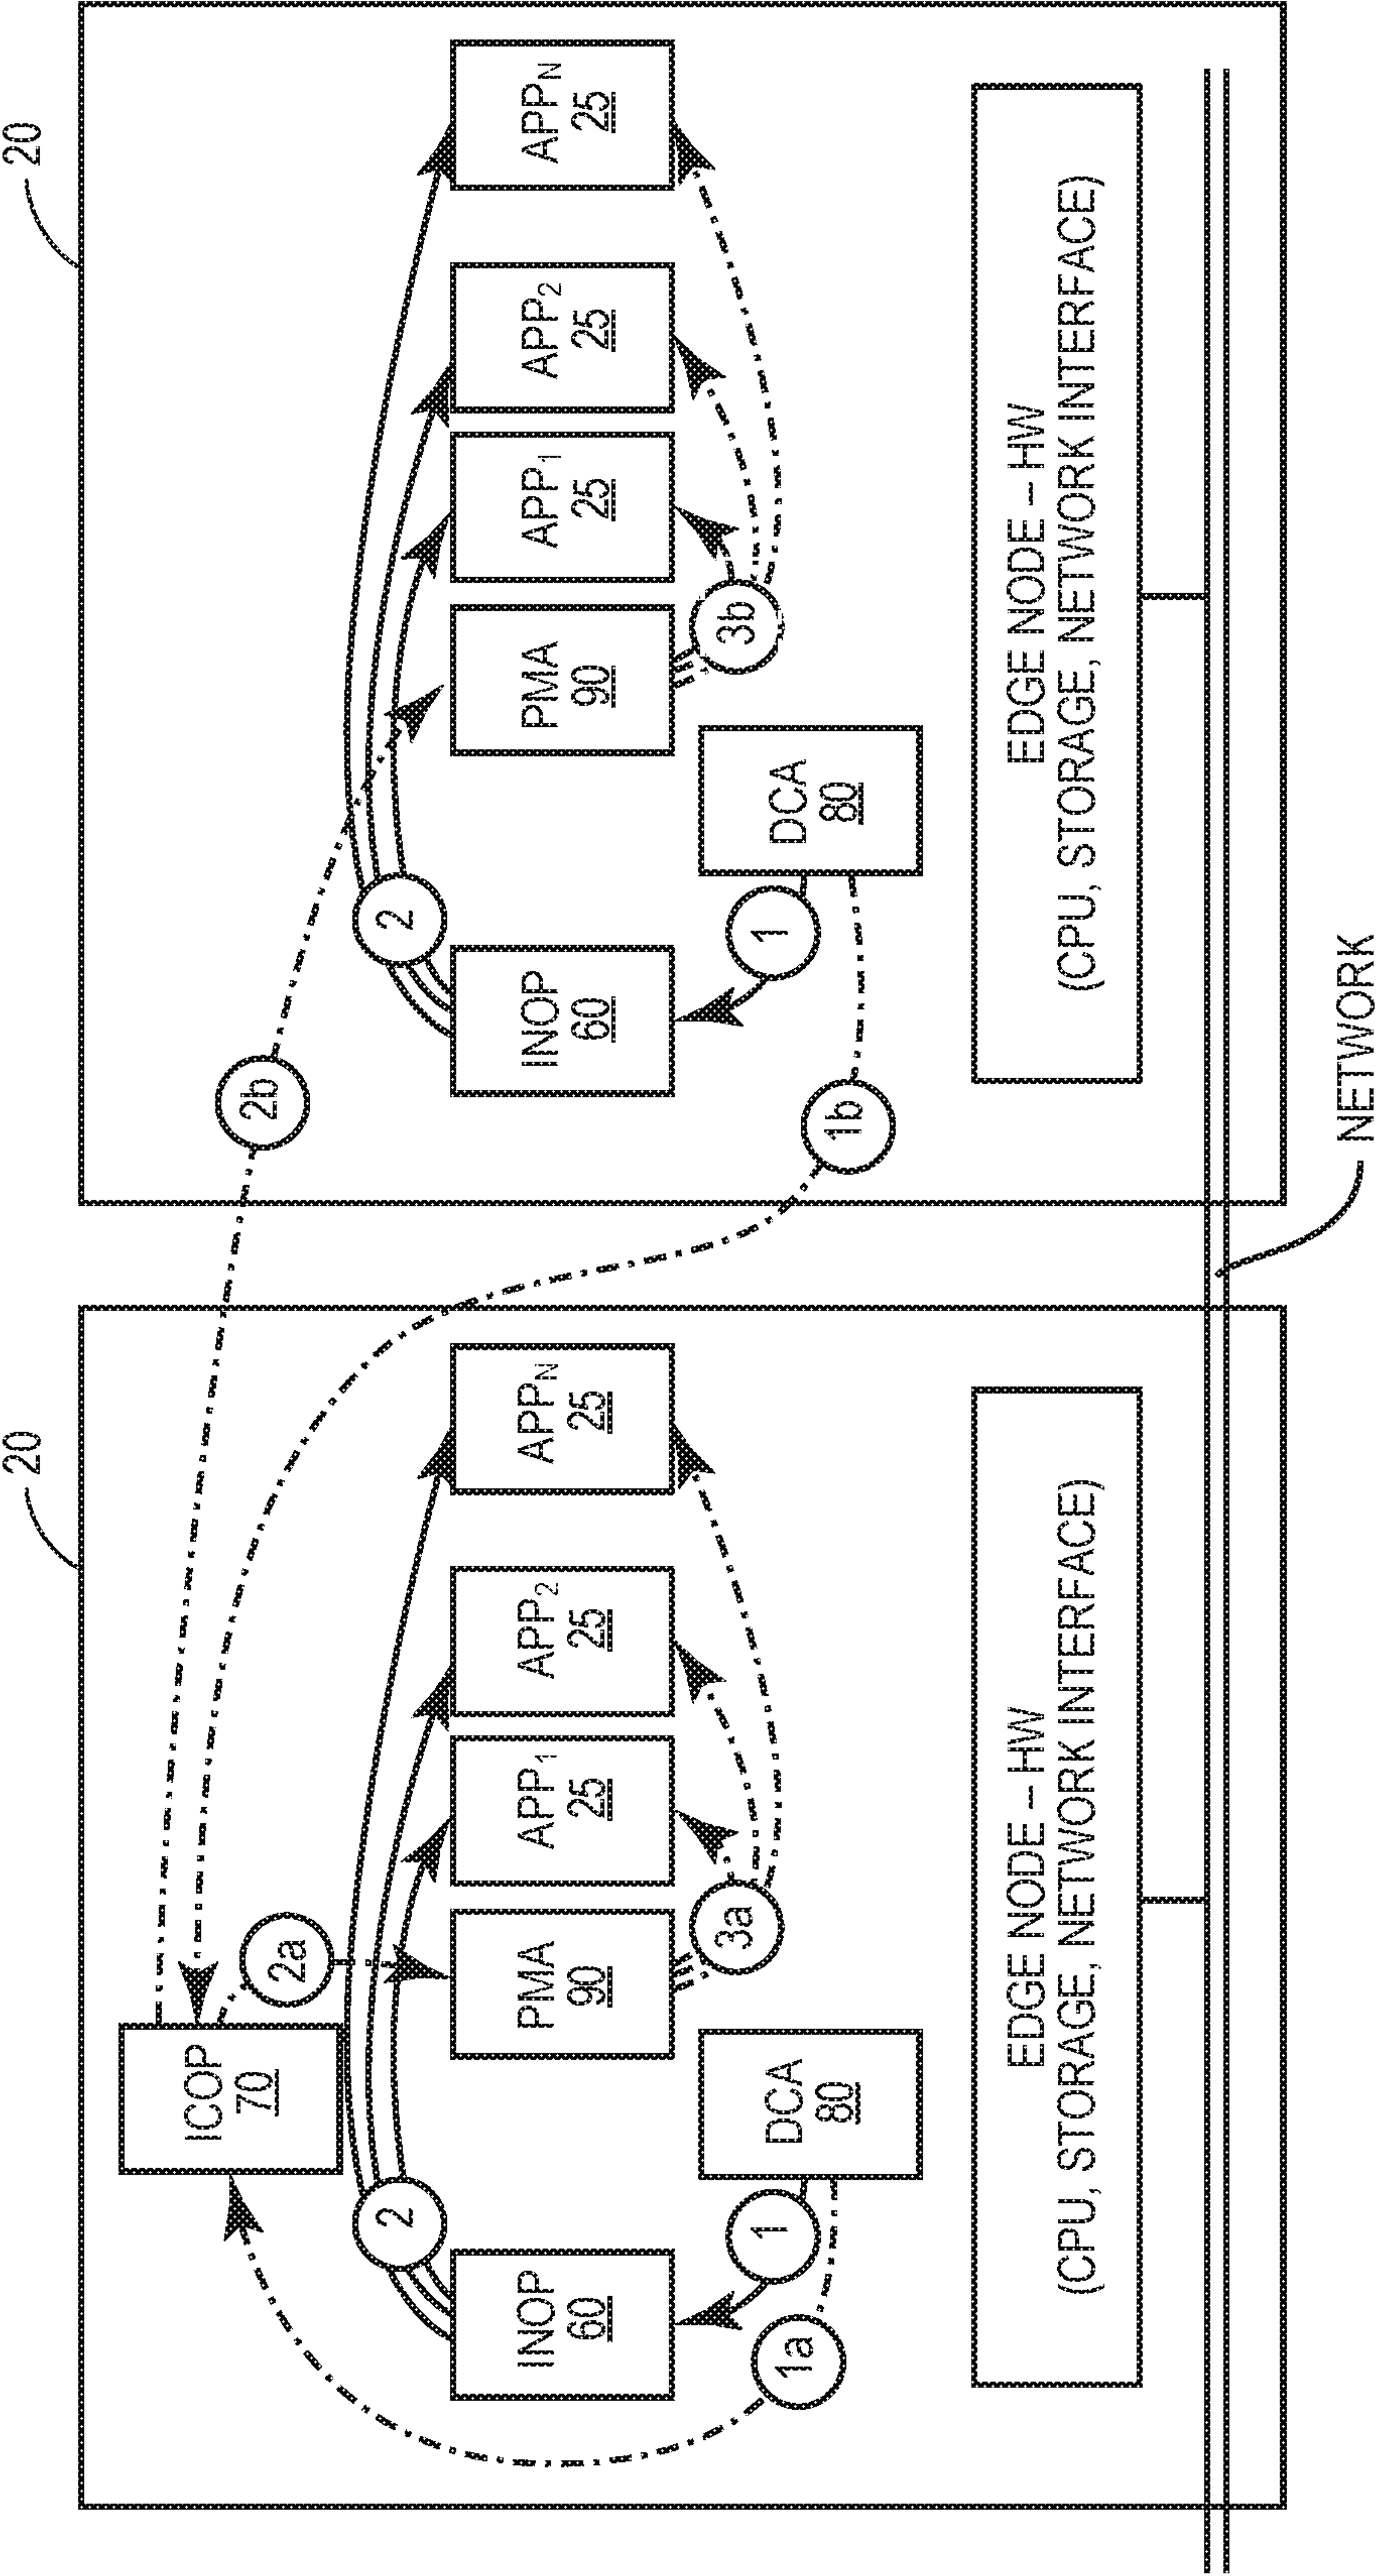 20
ICOP
70
2a
2
INOP
60
PMA
90
APP1
25
APP2
25
APPN
25
1
1a
DCA
80
3a
EDGE NODE – HW
(CPU, STORAGE, NETWORK INTERFACE)
20
2b
2
INOP
60
PMA
90
APP1
25
APP2
25
APPN
25
1
1b
DCA
80
3b
EDGE NODE – HW
(CPU, STORAGE, NETWORK INTERFACE)
NETWORK